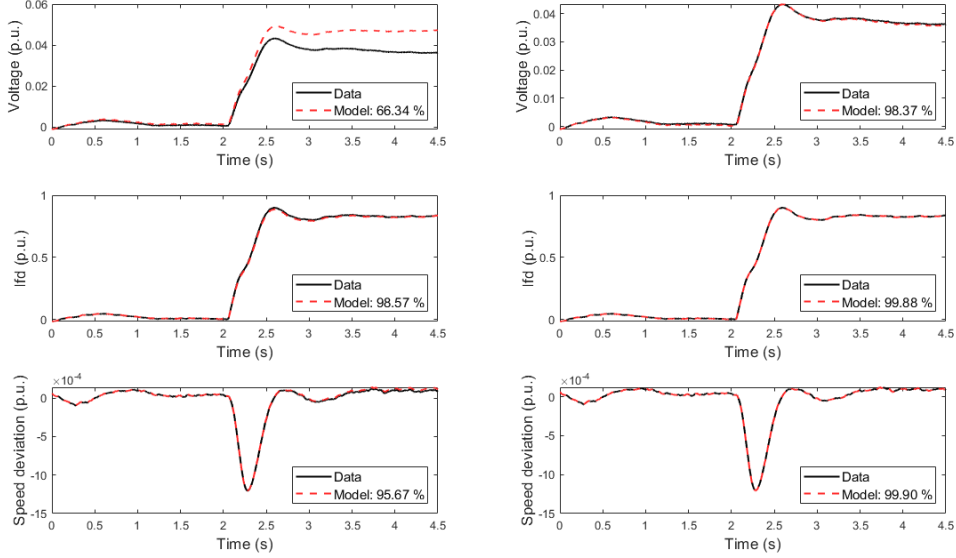 Voltage (p.u.)
0.06
0.04
0.02
0
Data
Model: 66.34 %
0 0.5 1 1.5 2 2.5 3 3.5 4 4.5
Time (s)
Voltage (p.u.)
0.04
0.03
0.02
0.01
0
Data
Model: 98.37 %
0 0.5 1 1.5 2 2.5 3 3.5 4 4.5
Time (s)
Ifd (p.u.)
1
0.5
0
Data
Model: 98.57 %
0 0.5 1 1.5 2 2.5 3 3.5 4 4.5
Time (s)
Ifd (p.u.)
1
0.5
0
Data
Model: 99.88 %
0 0.5 1 1.5 2 2.5 3 3.5 4 4.5
Time (s)
Speed deviation (p.u.)
×10⁻⁴
0
-5
-10
-15
Data
Model: 95.67 %
0 0.5 1 1.5 2 2.5 3 3.5 4 4.5
Time (s)
Speed deviation (p.u.)
×10⁻⁴
0
-5
-10
-15
Data
Model: 99.90 %
0 0.5 1 1.5 2 2.5 3 3.5 4 4.5
Time (s)